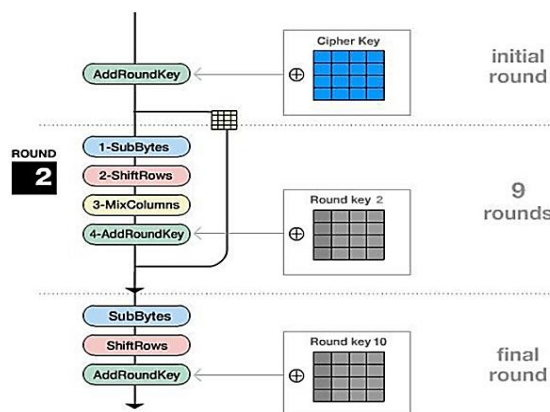 Cipher Key
AddRoundKey
initial
round
ROUND
2
1-SubBytes
2-ShiftRows
3-MixColumns
4-AddRoundKey
Round key 2
9
rounds
SubBytes
ShiftRows
AddRoundKey
Round key 10
final
round